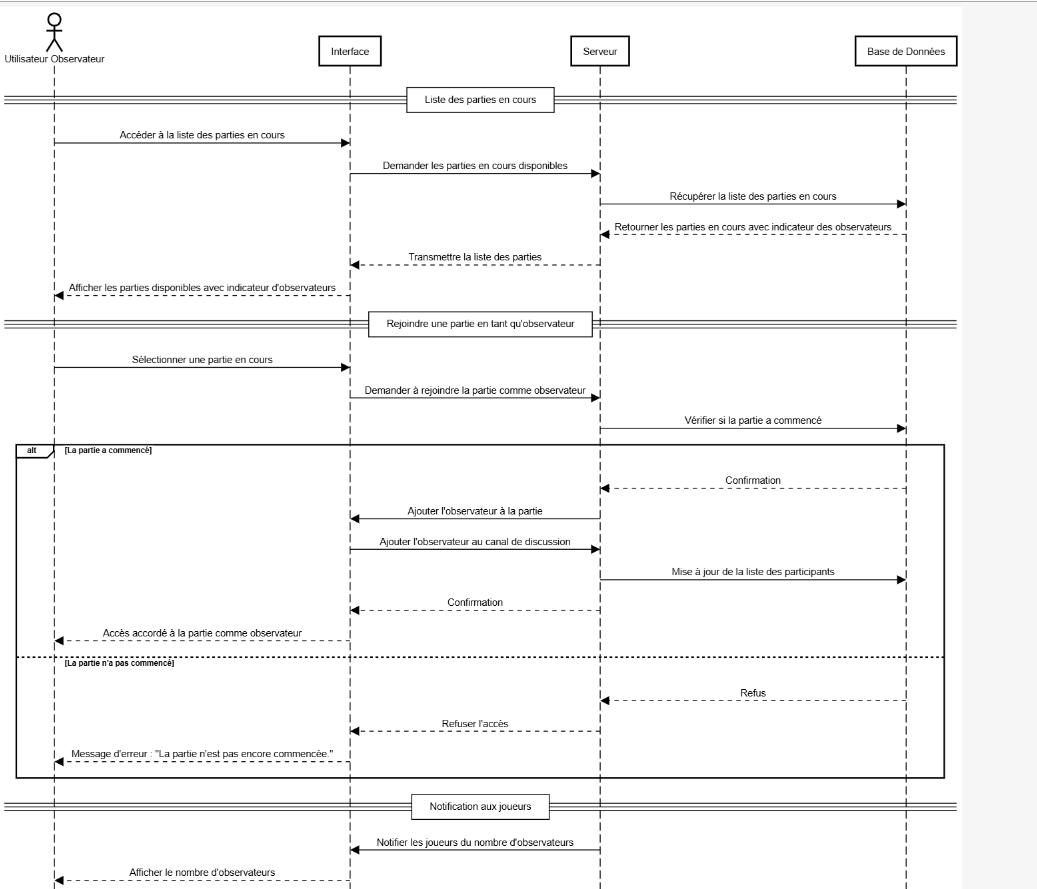 Utilisateur Observateur
Interface
Serveur
Base de Données
Liste des parties en cours
Accéder à la liste des parties en cours
Demander les parties en cours disponibles
Récupérer la liste des parties en cours
Retourner les parties en cours avec indicateur des observateurs
Transmettre la liste des parties
Afficher les parties disponibles avec indicateur d'observateurs
Rejoindre une partie en tant qu'observateur
Sélectionner une partie en cours
Demander à rejoindre la partie comme observateur
Vérifier si la partie a commencé
alt [La partie a commencé]
Confirmation
Ajouter l'observateur à la partie
Ajouter l'observateur au canal de discussion
Mise à jour de la liste des participants
Confirmation
Accès accordé à la partie comme observateur
[La partie n'a pas commencé]
Refus
Refuser l'accès
Message d'erreur : "La partie n'est pas encore commencée."
Notification aux joueurs
Notifier les joueurs du nombre d'observateurs
Afficher le nombre d'observateurs